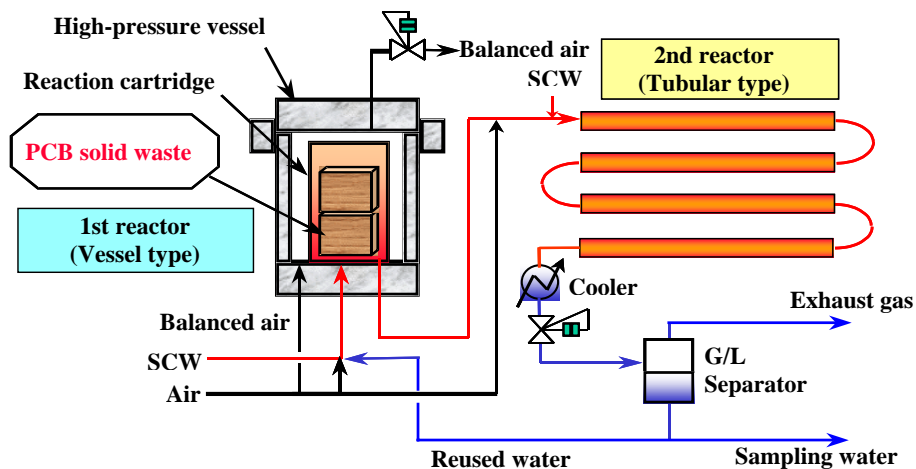 High-pressure vessel
Balanced air
SCW
2nd reactor
(Tubular type)
Reaction cartridge
PCB solid waste
1st reactor
(Vessel type)
Cooler
Exhaust gas
Balanced air
G/L
Separator
SCW
Air
Reused water
Sampling water